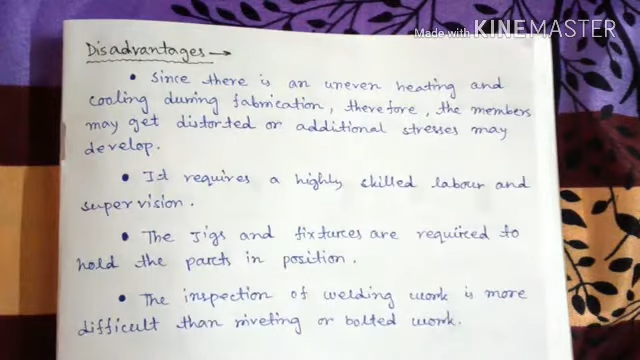 Made with KINEMASTER
Disadvantages →
• Since there is an uneven heating and
cooling during fabrication, therefore, the members
may get distorted or additional stresses may
develop.
• It requires a highly skilled labour and
supervision.
• The Jigs and fixtures are required to
hold the parts in position.
• The inspection of welding work is more
difficult than riveting or bolted work.